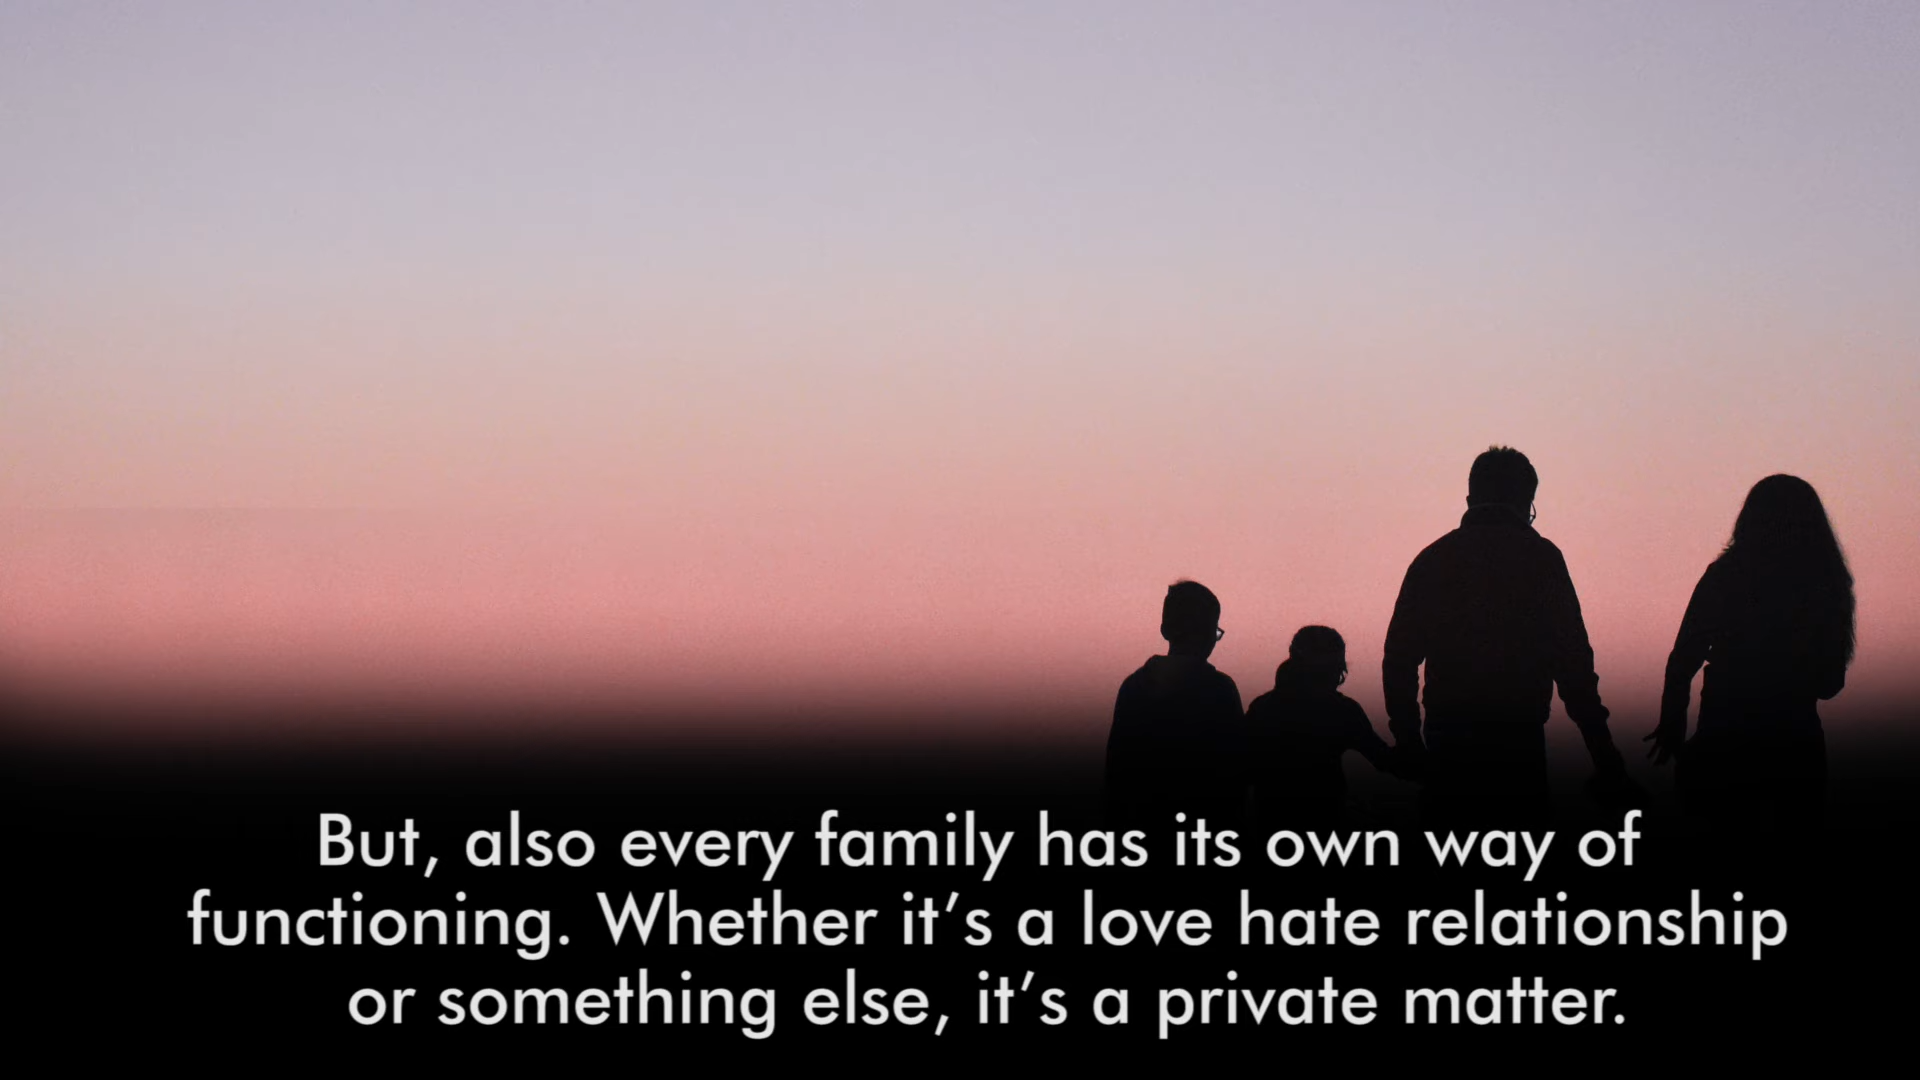 But, also every family has its own way of
functioning. Whether it’s a love hate relationship
or something else, it’s a private matter.